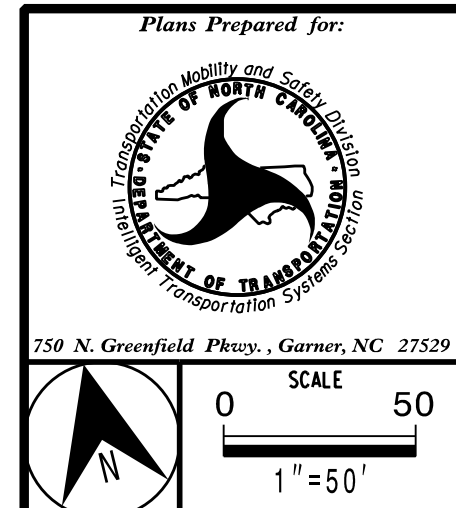 Plans Prepared for:
Transportation Mobility and Safety Division
STATE OF NORTH CAROLINA
DEPARTMENT OF TRANSPORTATION
Intelligent Transportation Systems Section
750 N. Greenfield Pkwy. , Garner, NC 27529
N
SCALE
0 50
1"=50'